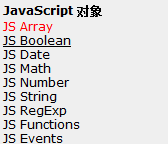 JavaScript 对象
JS Array
JS Boolean
JS Date
JS Math
JS Number
JS String
JS RegExp
JS Functions
JS Events